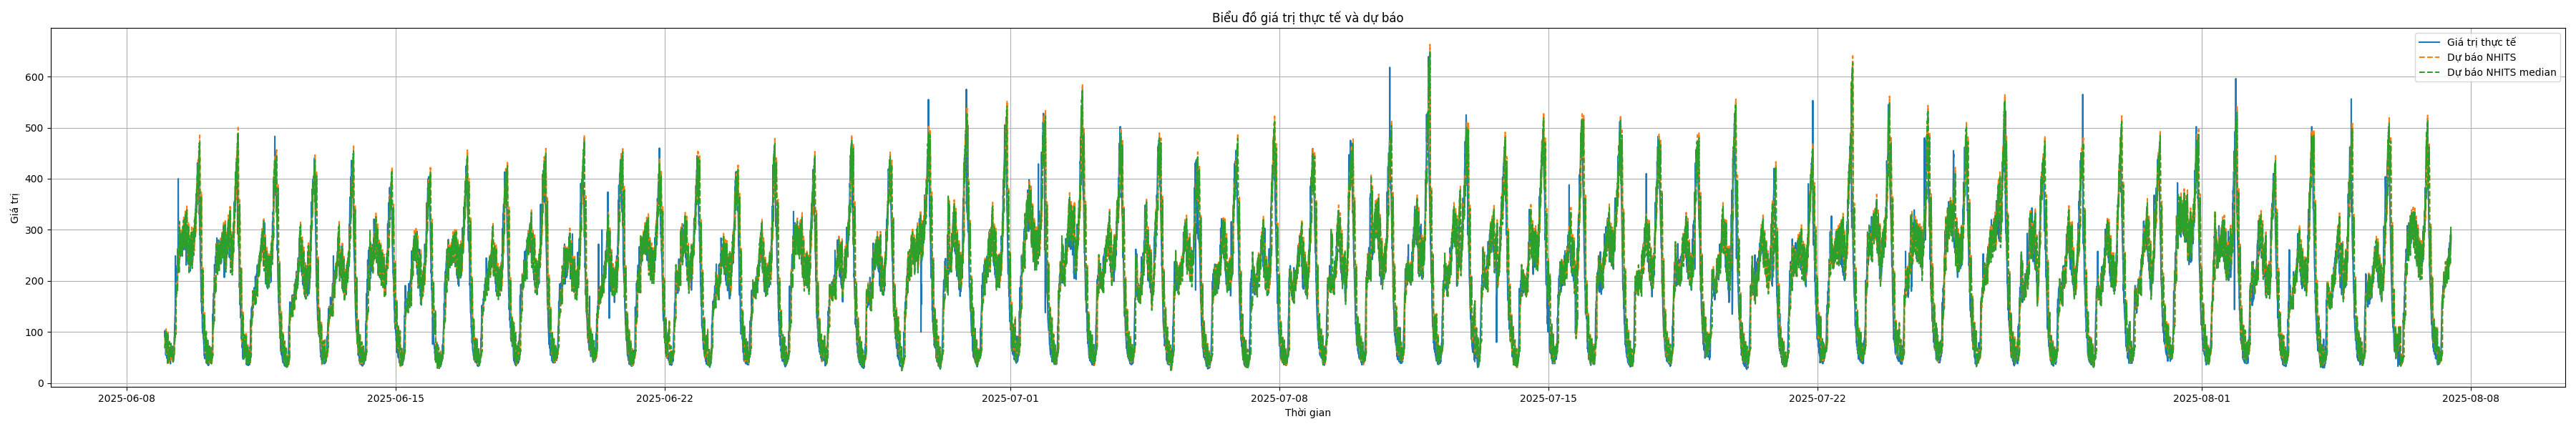 Biểu đồ giá trị thực tế và dự báo
Giá trị
600
500
400
300
200
100
0
Giá trị thực tế
Dự báo NHITS
Dự báo NHITS median
2025-06-08
2025-06-15
2025-06-22
2025-07-01
2025-07-08
2025-07-15
2025-07-22
2025-08-01
2025-08-08
Thời gian